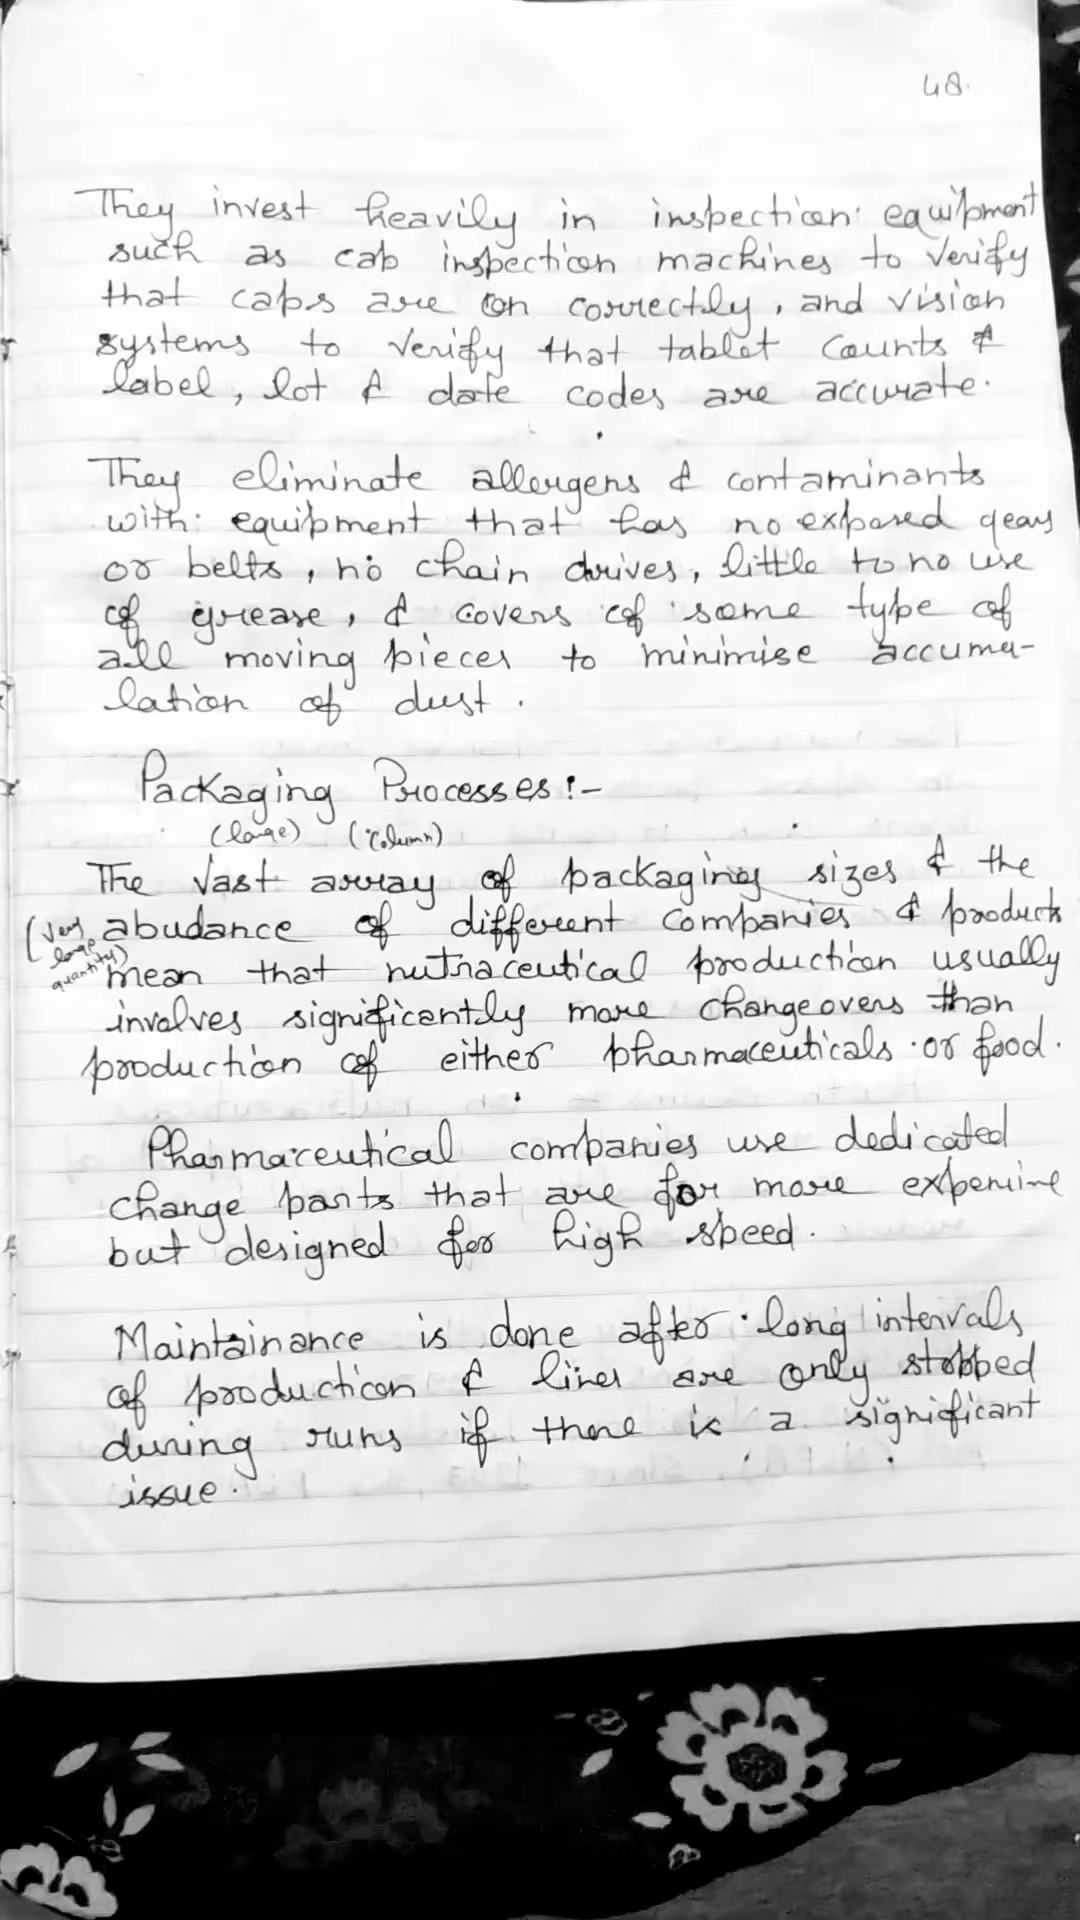 48.
They invest heavily in inspection equipment
such as cap inspection machines to verify
that caps are on correctly, and vision
systems to verify that tablet counts &
label, lot & date codes are accurate.
They eliminate allergens & contaminants
with equipment that has no exposed gears
or belts, no chain drives, little to no use
of grease, & covers of some type of
all moving pieces to minimise accumu-
lation of dust.
Packaging Processes:-
(large) (column)
The vast array of packaging sizes & the
(very large quantity) abudance of different companies & products
mean that nutraceutical production usually
involves significantly more changeovers than
production of either pharmaceuticals or food.
Pharmaceutical companies use dedicated
change parts that are far more expensive
but designed for high speed.
Maintainance is done after long intervals
of production & lines are only stopped
during runs if there is a significant
issue.